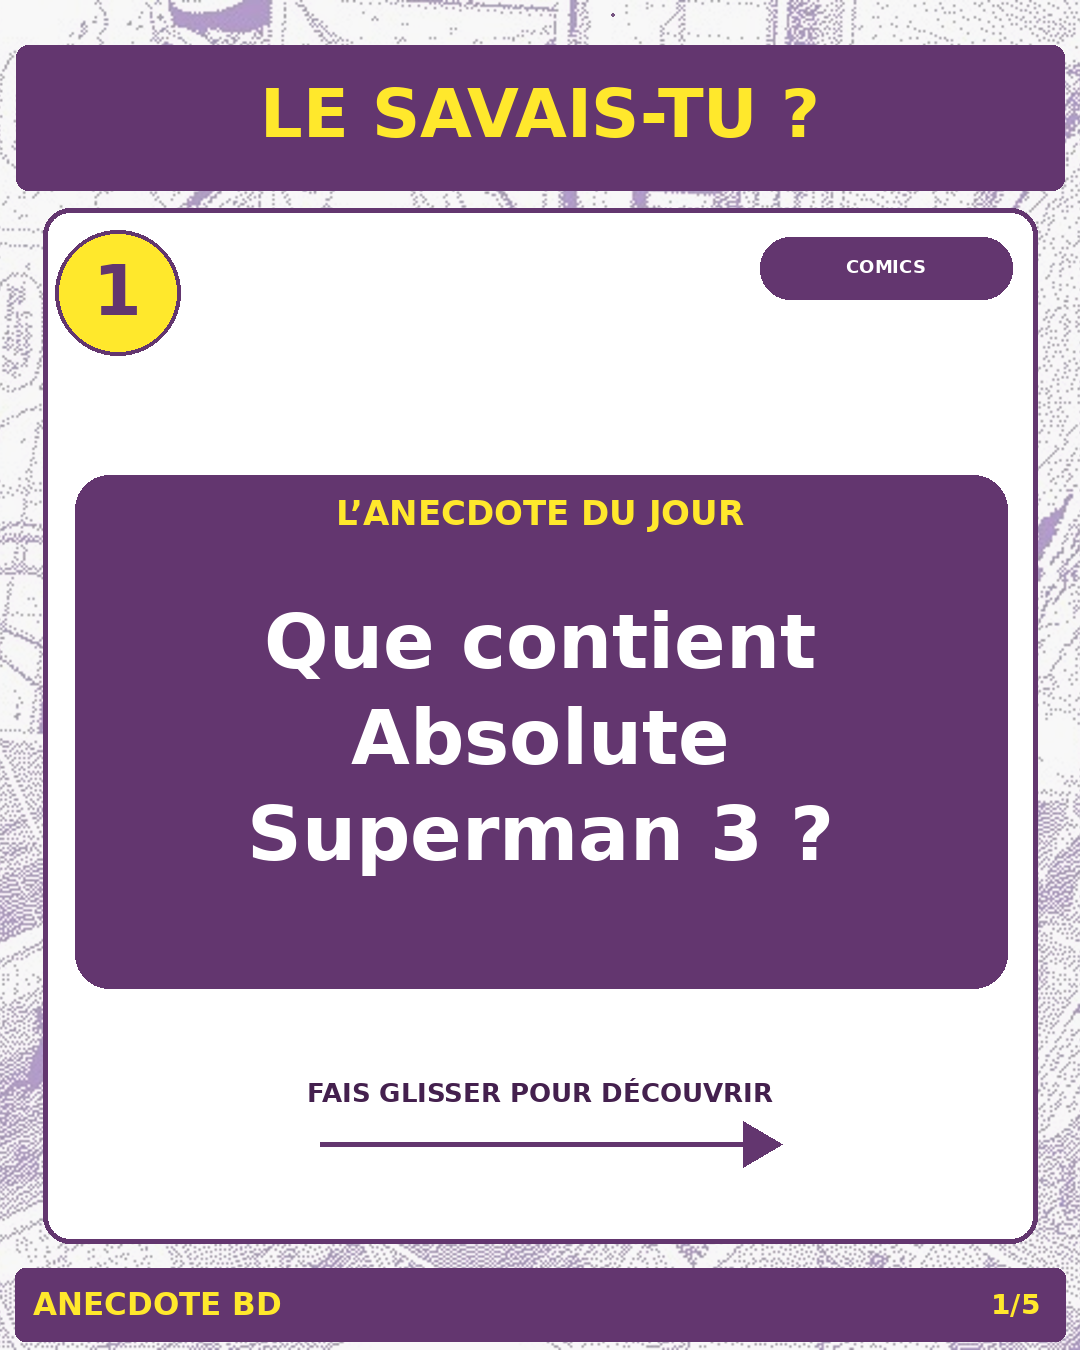 LE SAVAIS-TU ?
1
COMICS
L’ANECDOTE DU JOUR
Que contient
Absolute
Superman 3 ?
FAIS GLISSER POUR DÉCOUVRIR
ANECDOTE BD
1/5